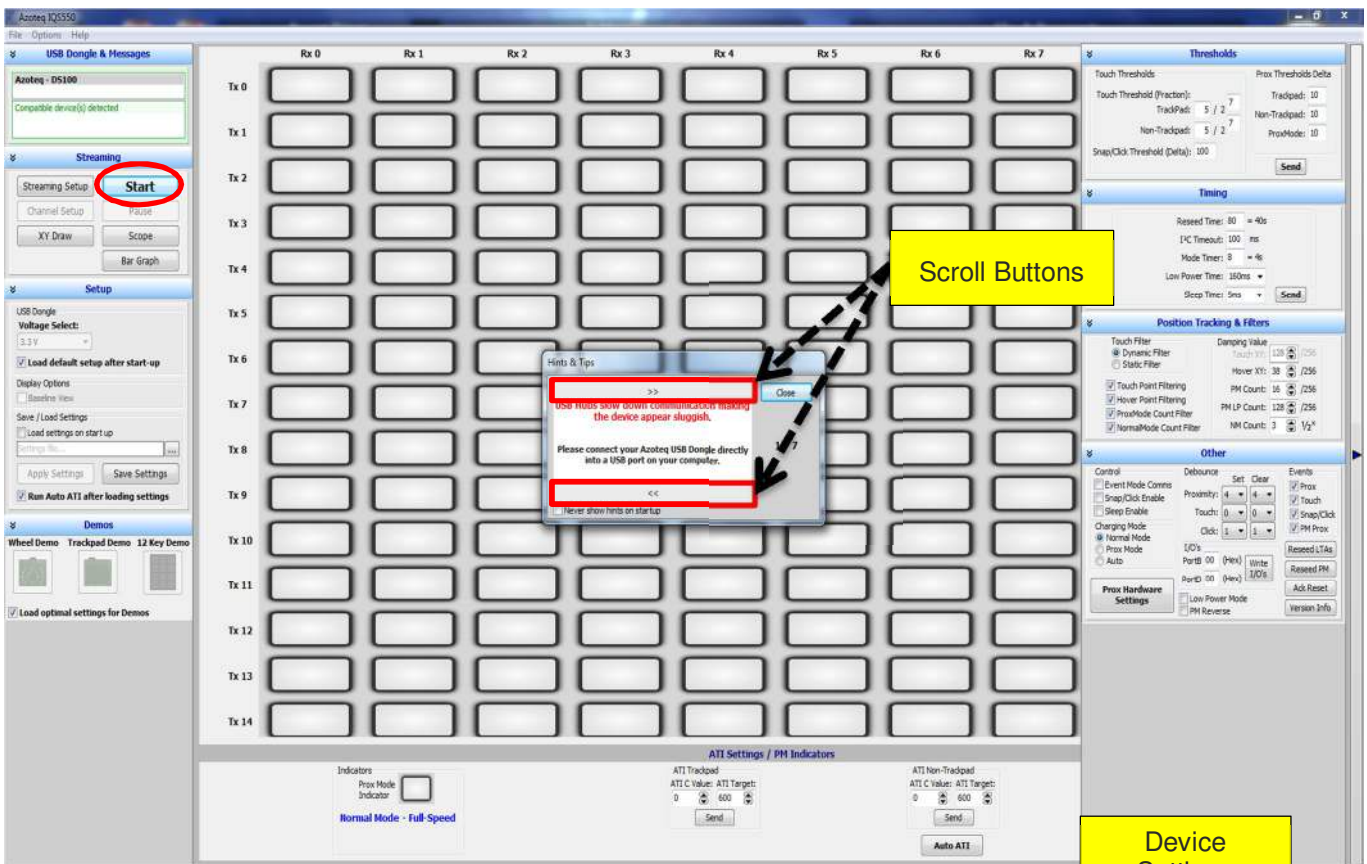 Azoteq IQS550
File Options Help
USB Dongle & Messages
Azoteq - DS100
Compatible device(s) detected
Streaming
Streaming Setup Start
Channel Setup Pause
XY Draw Scope
Bar Graph
Setup
USB Dongle
Voltage Select:
3.3 V
Load default setup after start-up
Display Options
Baseline View
Save / Load Settings
Load settings on start up
Settings file... ...
Apply Settings Save Settings
Run Auto ATI after loading settings
Demos
Wheel Demo Trackpad Demo 12 Key Demo
Load optimal settings for Demos
Rx 0 Rx 1 Rx 2 Rx 3 Rx 4 Rx 5 Rx 6 Rx 7
Tx 0
Tx 1
Tx 2
Tx 3
Tx 4
Tx 5
Tx 6
Tx 7
Tx 8
Tx 9
Tx 10
Tx 11
Tx 12
Tx 13
Tx 14
Scroll Buttons
Hints & Tips
>>
Close
USB Hubs slow down communication making
the device appear sluggish.
Please connect your Azoteq USB Dongle directly
into a USB port on your computer.
<<
Never show hints on startup
ATI Settings / PM Indicators
Indicators
Prox Mode
Indicator
Normal Mode - Full-Speed
ATI Trackpad
ATI C Value: ATI Target:
0 600
Send
ATI Non-Trackpad
ATI C Value: ATI Target:
0 600
Send
Auto ATI
Thresholds
Touch Thresholds Prox Thresholds Delta
Touch Threshold (Fraction): Trackpad: 10
TrackPad: 5 / 2 7 Non-Trackpad: 10
Non-Trackpad: 5 / 2 7 ProxMode: 10
Snap/Click Threshold (Delta): 100
Send
Timing
Reseed Time: 80 = 40s
I²C Timeout: 100 ms
Mode Timer: 8 = 4s
Low Power Time: 160ms
Sleep Time: 5ms Send
Position Tracking & Filters
Touch Filter Damping Value
Dynamic Filter Touch XY: 128 /256
Static Filter Hover XY: 38 /256
Touch Point Filtering PM Count: 16 /256
Hover Point Filtering PM LP Count: 128 /256
ProxMode Count Filter
NormalMode Count Filter NM Count: 3 1/2ˣ
Other
Control Debounce Events
Set Clear
Event Mode Comms Proximity: 4 4 Prox
Snap/Click Enable Touch: 0 0 Touch
Sleep Enable Click: 1 1 Snap/Click
Charging Mode PM Prox
Normal Mode
Prox Mode I/O's Reseed LTAs
Auto PortB 00 (Hex) Write I/O's Reseed PM
PortD 00 (Hex) Ack Reset
Prox Hardware
Settings
Low Power Mode
PM Reverse
Version Info
Device